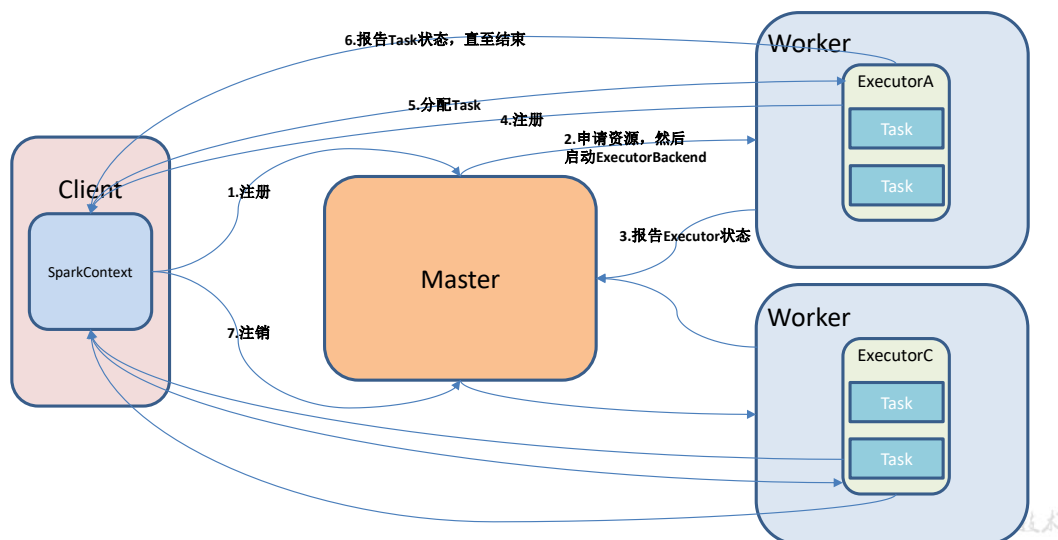 6.报告Task状态，直至结束
Worker
ExecutorA
5.分配Task
4.注册
Task
2.申请资源，然后
启动ExecutorBackend
Client
1.注册
Task
SparkContext
3.报告Executor状态
Master
Worker
7.注销
ExecutorC
Task
Task